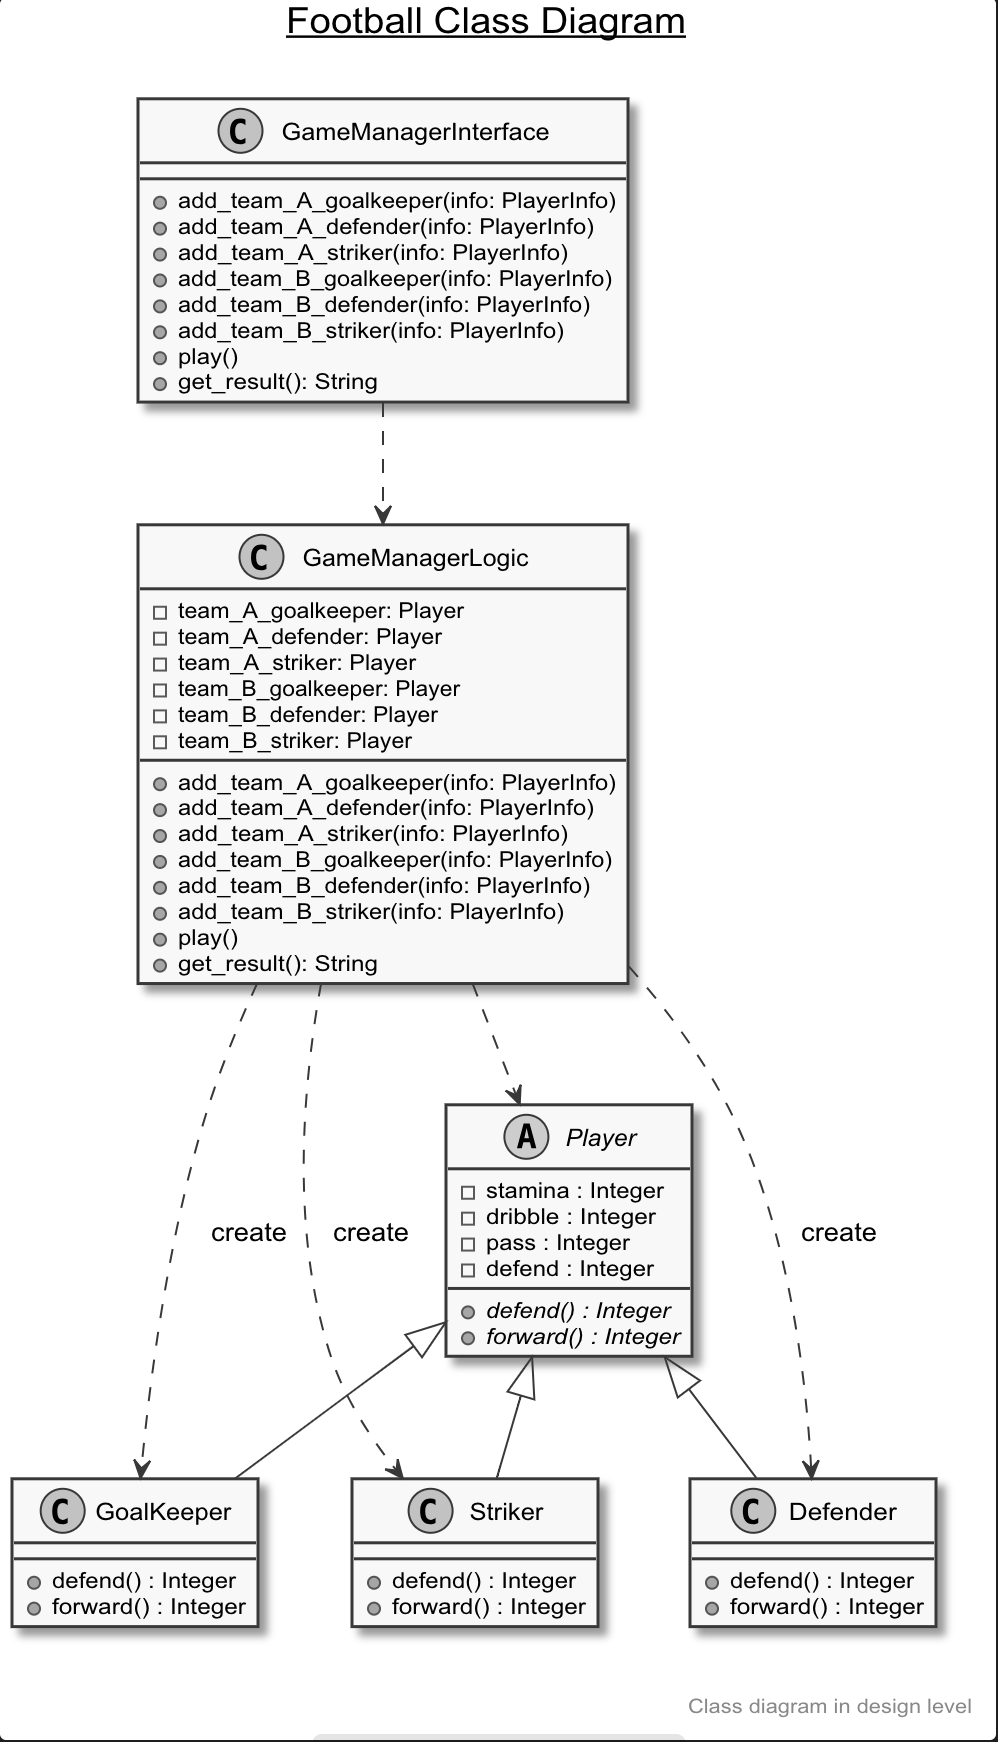 Football Class Diagram
C GameManagerInterface
add_team_A_goalkeeper(info: PlayerInfo)
add_team_A_defender(info: PlayerInfo)
add_team_A_striker(info: PlayerInfo)
add_team_B_goalkeeper(info: PlayerInfo)
add_team_B_defender(info: PlayerInfo)
add_team_B_striker(info: PlayerInfo)
play()
get_result(): String
C GameManagerLogic
team_A_goalkeeper: Player
team_A_defender: Player
team_A_striker: Player
team_B_goalkeeper: Player
team_B_defender: Player
team_B_striker: Player
add_team_A_goalkeeper(info: PlayerInfo)
add_team_A_defender(info: PlayerInfo)
add_team_A_striker(info: PlayerInfo)
add_team_B_goalkeeper(info: PlayerInfo)
add_team_B_defender(info: PlayerInfo)
add_team_B_striker(info: PlayerInfo)
play()
get_result(): String
A Player
stamina : Integer
dribble : Integer
pass : Integer
defend : Integer
defend() : Integer
forward() : Integer
create
create
create
C GoalKeeper
defend() : Integer
forward() : Integer
C Striker
defend() : Integer
forward() : Integer
C Defender
defend() : Integer
forward() : Integer
Class diagram in design level